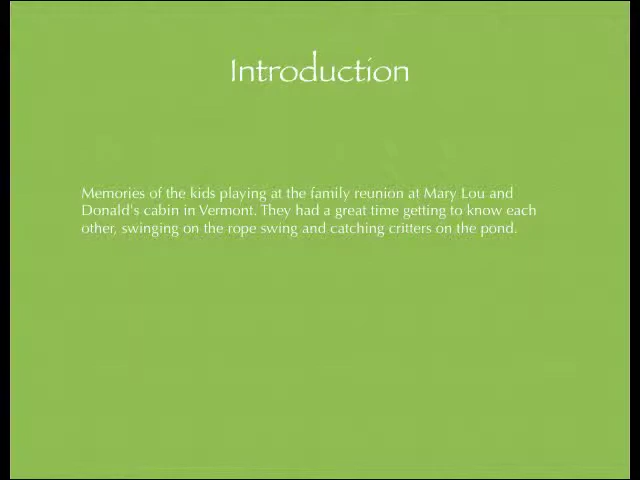 Introduction
Memories of the kids playing at the family reunion at Mary Lou and
Donald's cabin in Vermont. They had a great time getting to know each
other, swinging on the rope swing and catching critters on the pond.